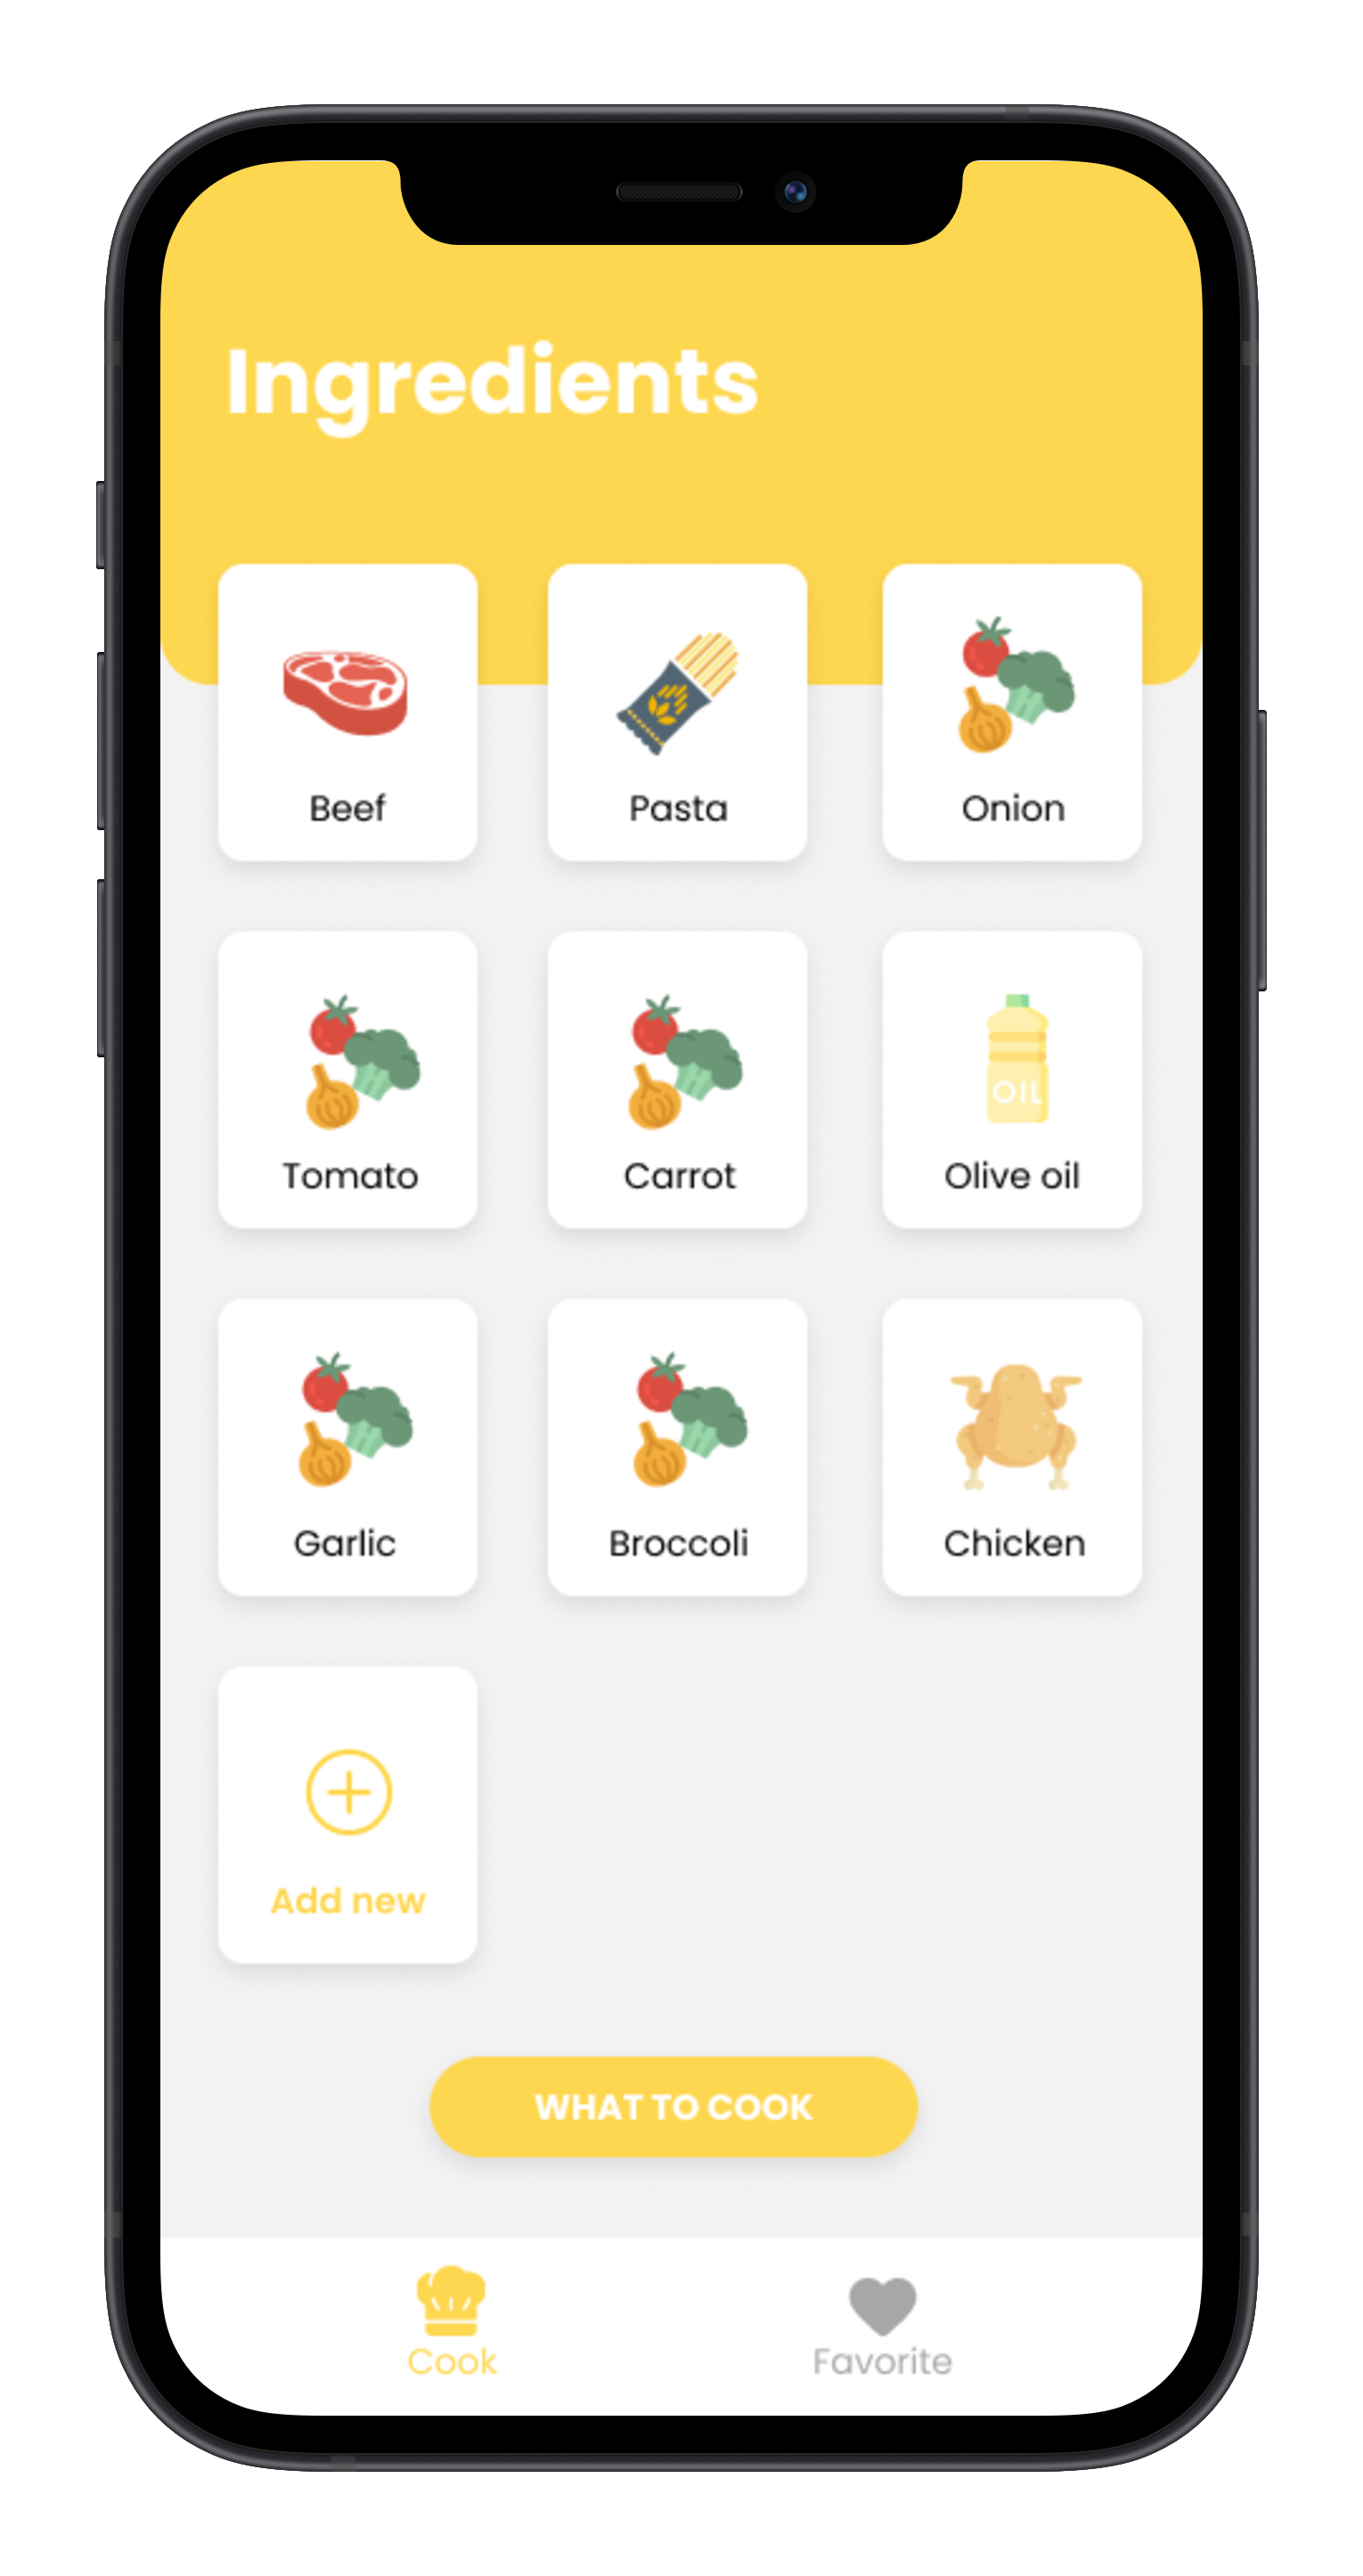 Ingredients
Beef
Pasta
Onion
Tomato
Carrot
OIL
Olive oil
Garlic
Broccoli
Chicken
Add new
WHAT TO COOK
Cook
Favorite